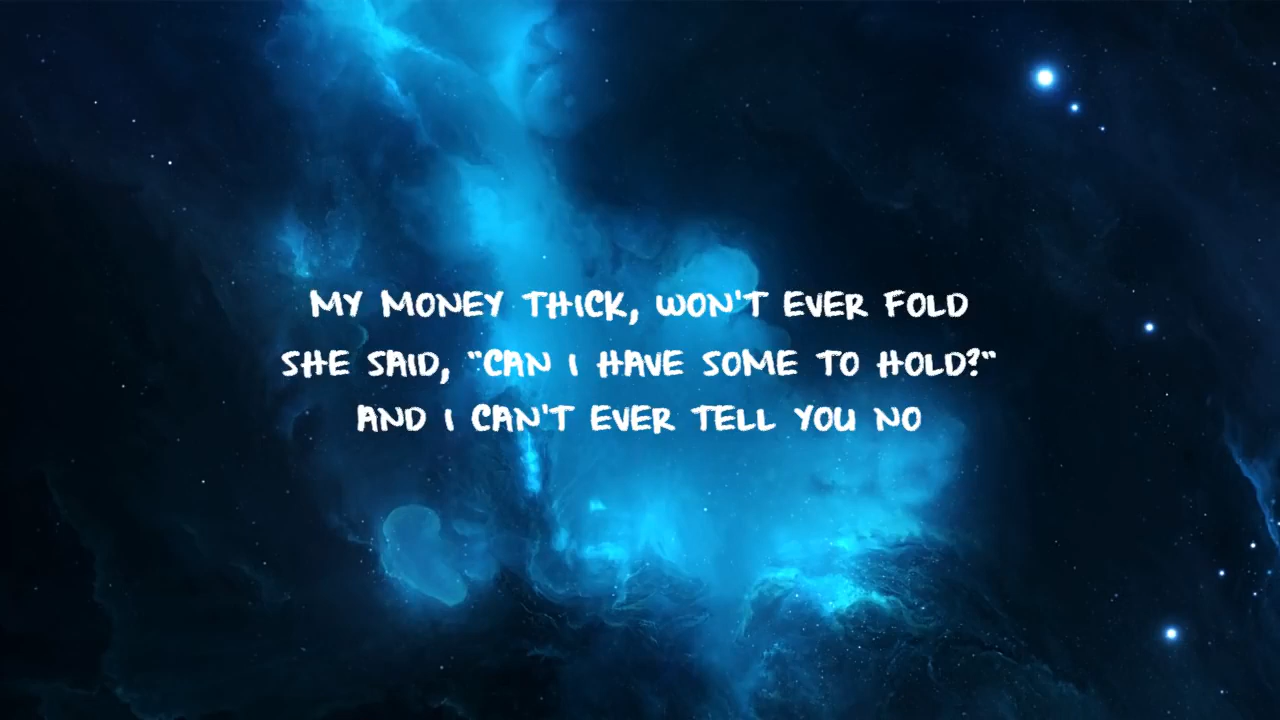 MY MONEY THICK, WON'T EVER FOLD
SHE SAID, "CAN I HAVE SOME TO HOLD?"
AND I CAN'T EVER TELL YOU NO